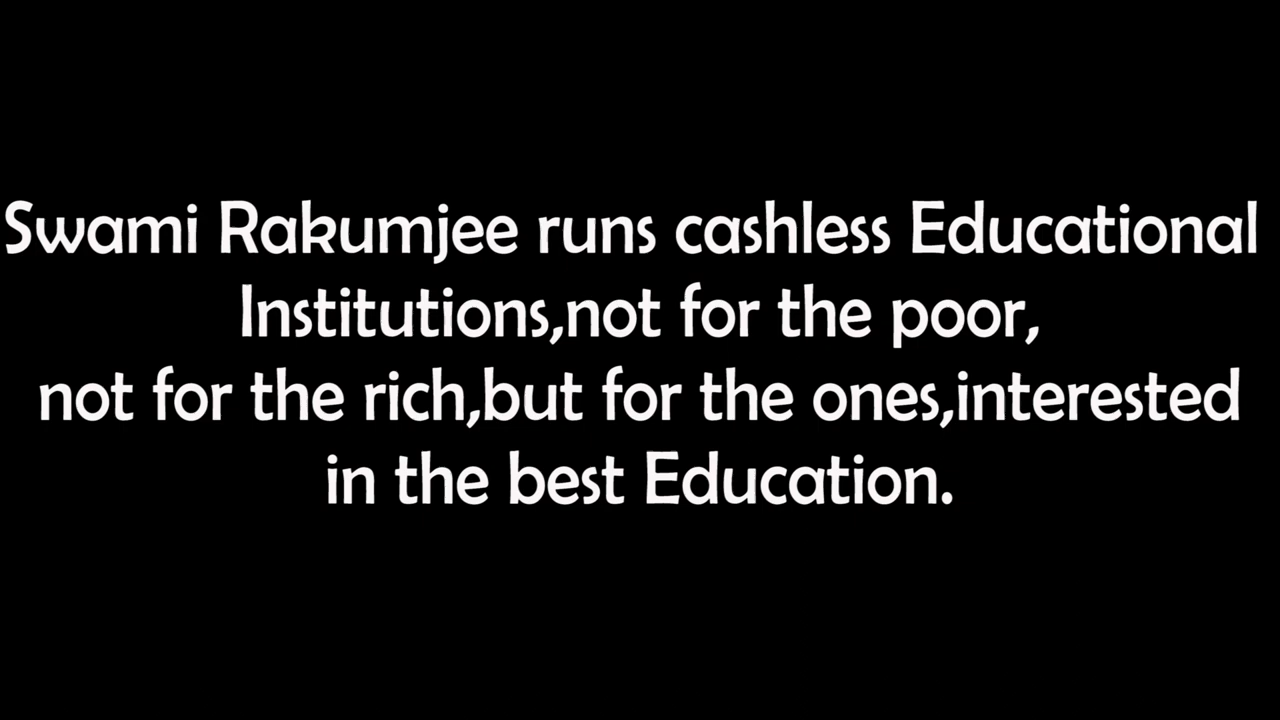 Swami Rakumjee runs cashless Educational
Institutions,not for the poor,
not for the rich,but for the ones,interested
in the best Education.